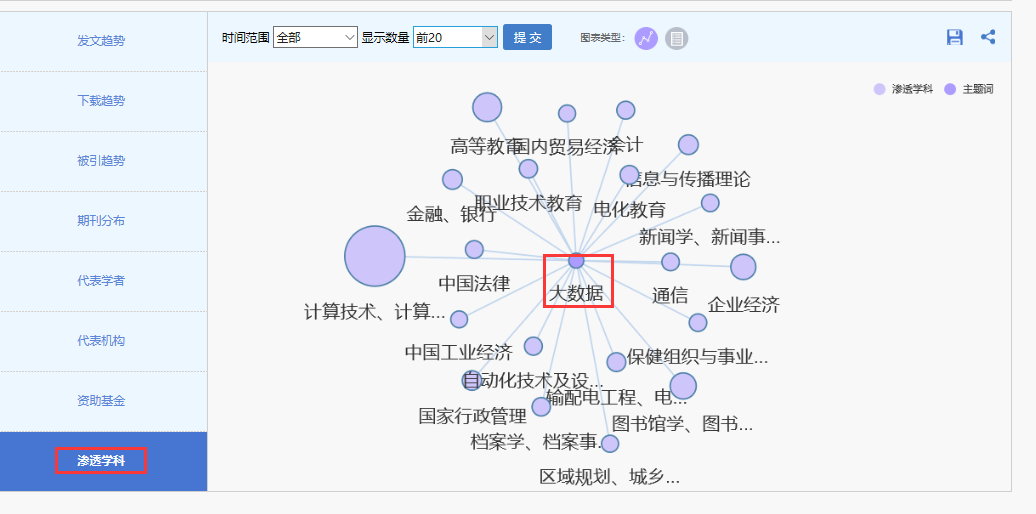 发文趋势
下载趋势
被引趋势
期刊分布
代表学者
代表机构
资助基金
渗透学科
时间范围 全部 显示数量 前20 提交 图表类型：
渗透学科 主题词
高等教育
国内贸易经济
会计
信息与传播理论
职业技术教育
电化教育
金融、银行
新闻学、新闻事...
中国法律
大数据
通信
企业经济
计算技术、计算...
中国工业经济
保健组织与事业...
自动化技术及设...
输配电工程、电...
国家行政管理
图书馆学、图书...
档案学、档案事...
区域规划、城乡...